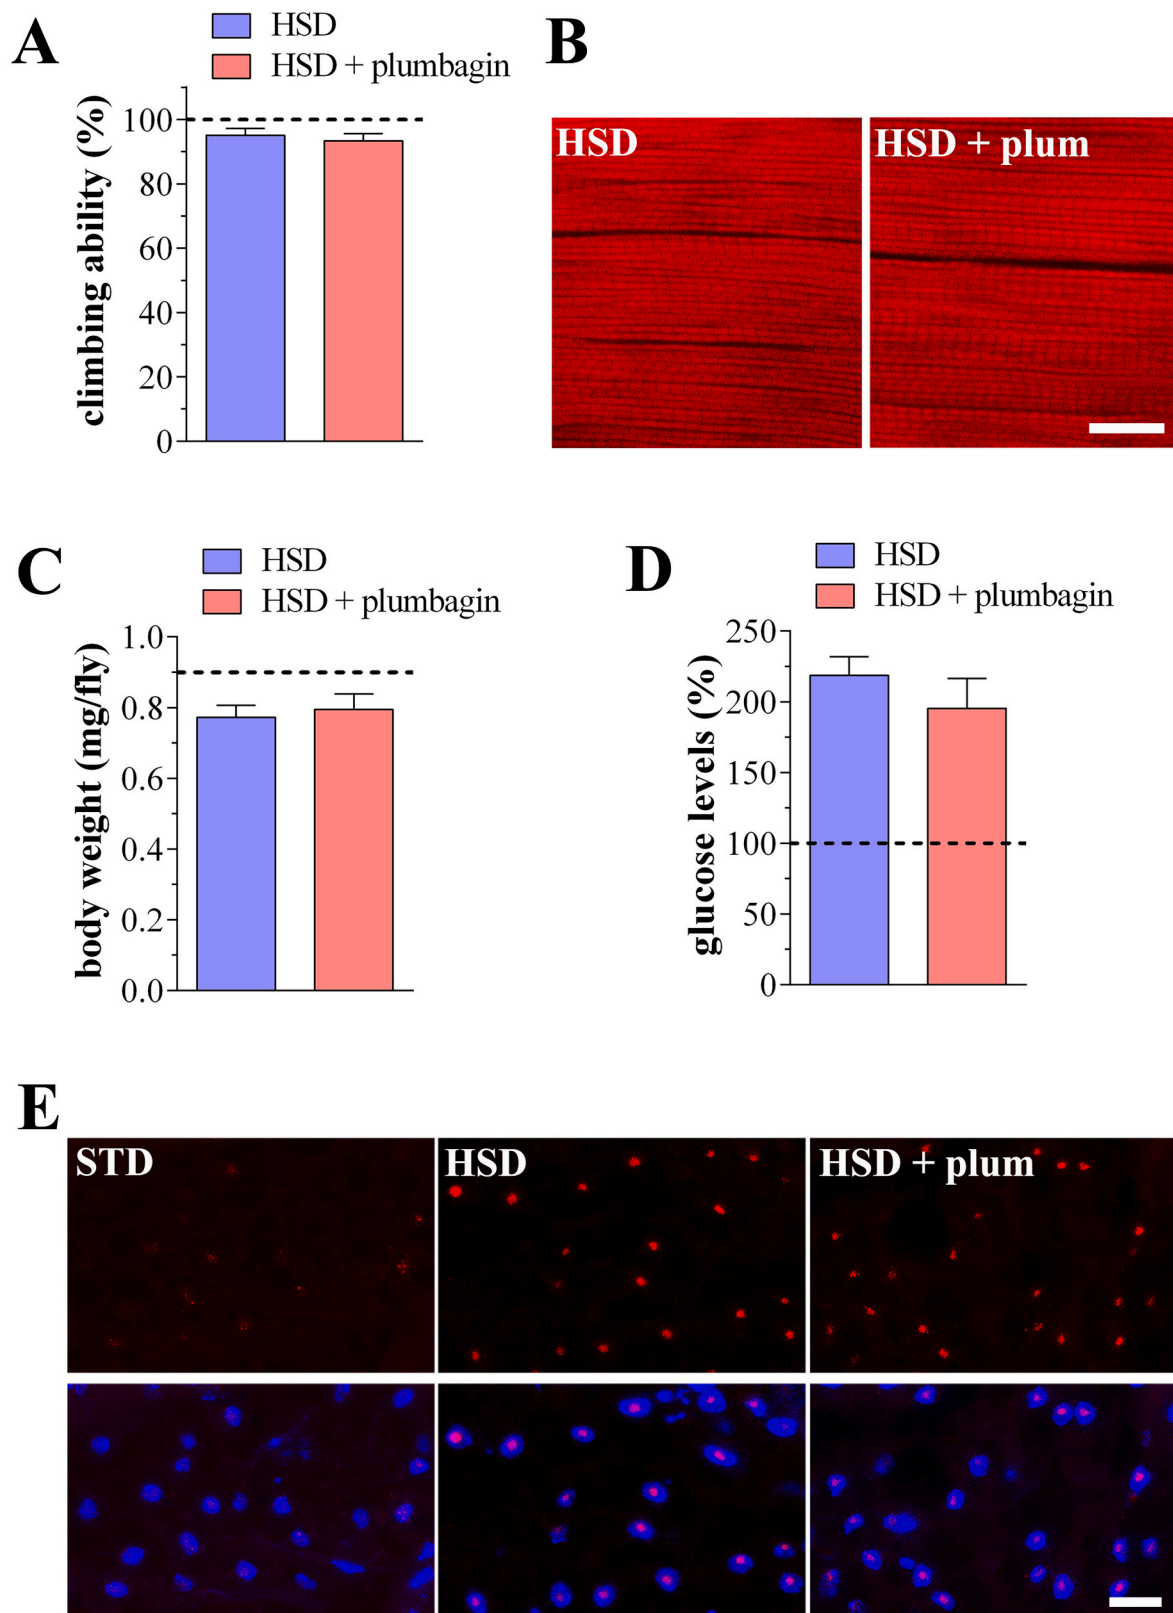 A
HSD
HSD + plumbagin
climbing ability (%)
100
80
60
40
20
0
B
HSD
HSD + plum
C
HSD
HSD + plumbagin
body weight (mg/fly)
1.0
0.8
0.6
0.4
0.2
0.0
D
HSD
HSD + plumbagin
glucose levels (%)
250
200
150
100
50
0
E
STD
HSD
HSD + plum